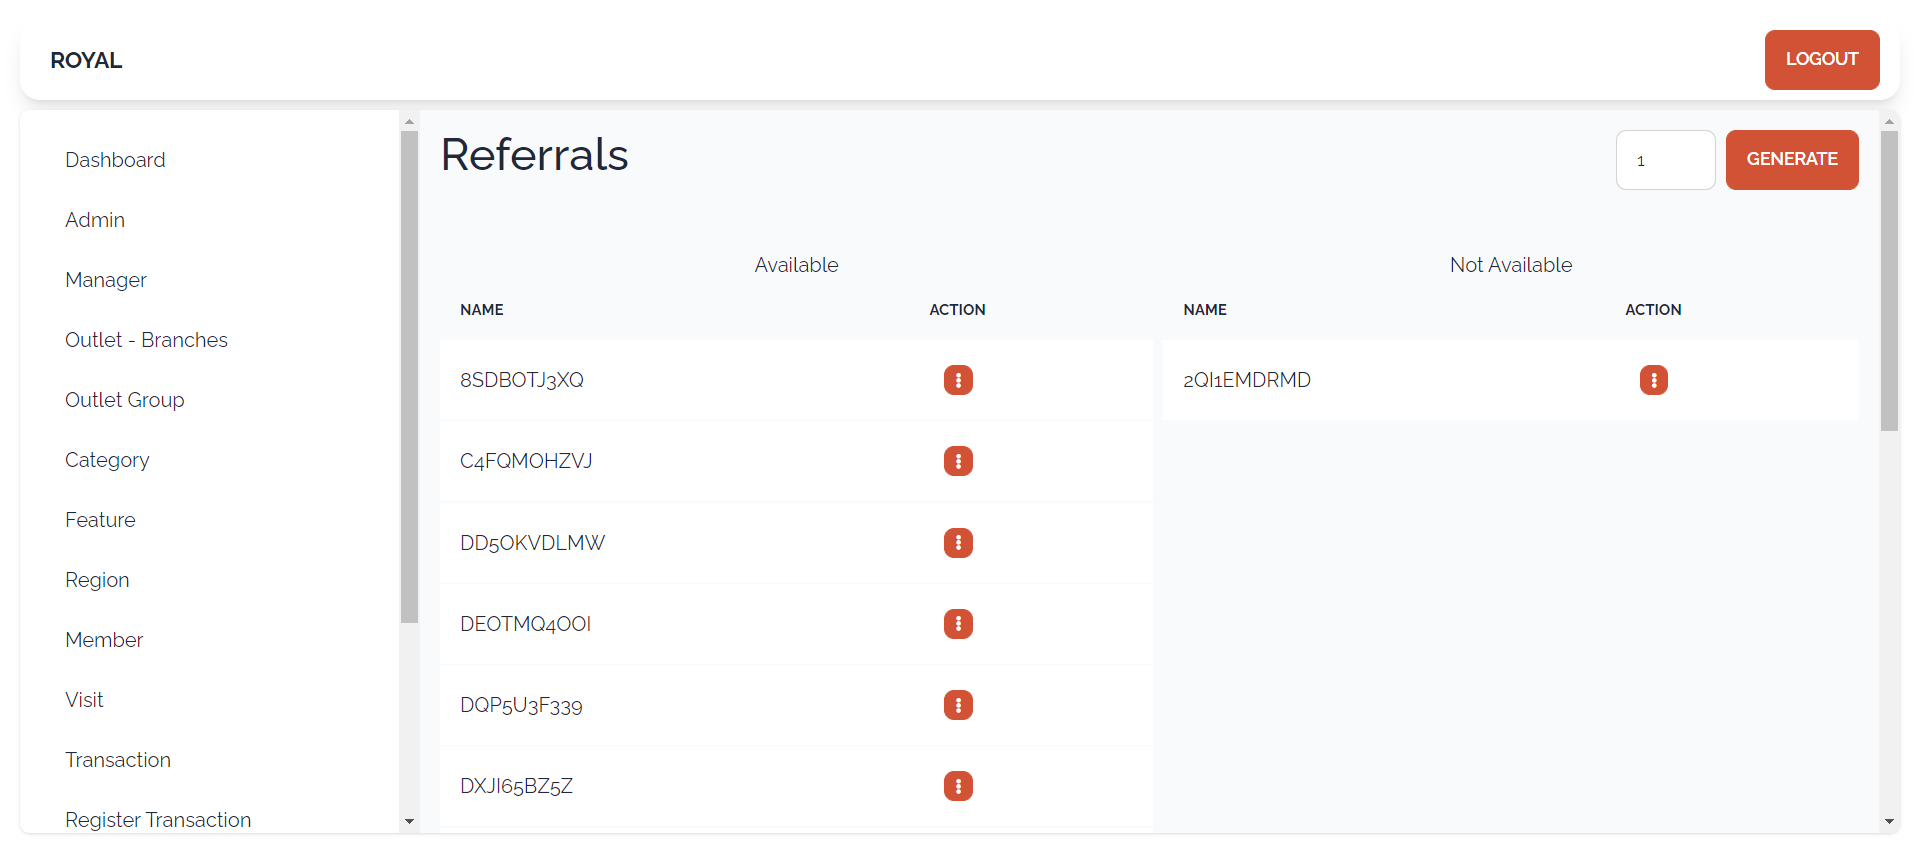 ROYAL
LOGOUT
Dashboard
Admin
Manager
Outlet - Branches
Outlet Group
Category
Feature
Region
Member
Visit
Transaction
Register Transaction
Referrals
1
GENERATE
Available
NAME
ACTION
8SDBOTJ3XQ
C4FQMOHZVJ
DD5OKVDLMW
DEOTMQ4OOI
DQP5U3F339
DXJI65BZ5Z
Not Available
NAME
ACTION
2QI1EMDRMD